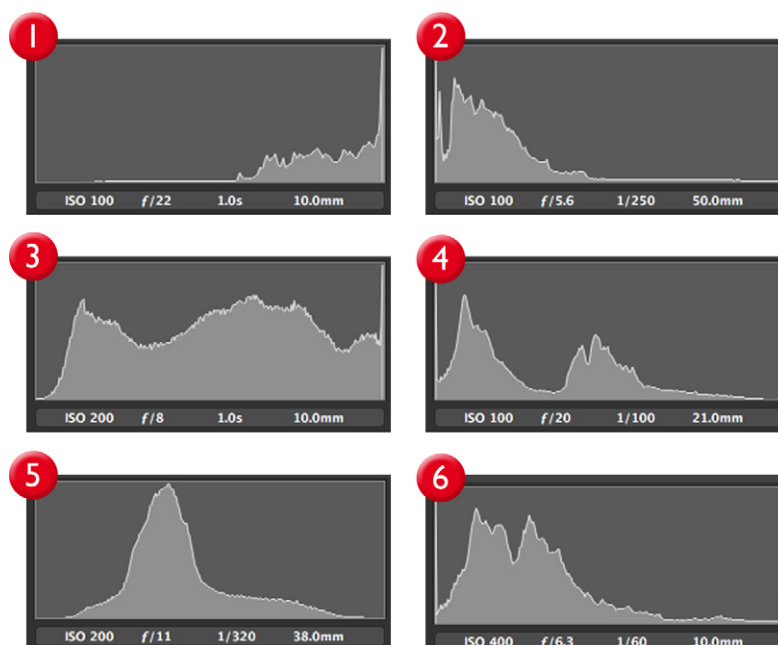 1
2
ISO 100 f/22 1.0s 10.0mm
ISO 100 f/5.6 1/250 50.0mm
3
4
ISO 200 f/8 1.0s 10.0mm
ISO 100 f/20 1/100 21.0mm
5
6
ISO 200 f/11 1/320 38.0mm
ISO 400 f/6.3 1/60 10.0mm